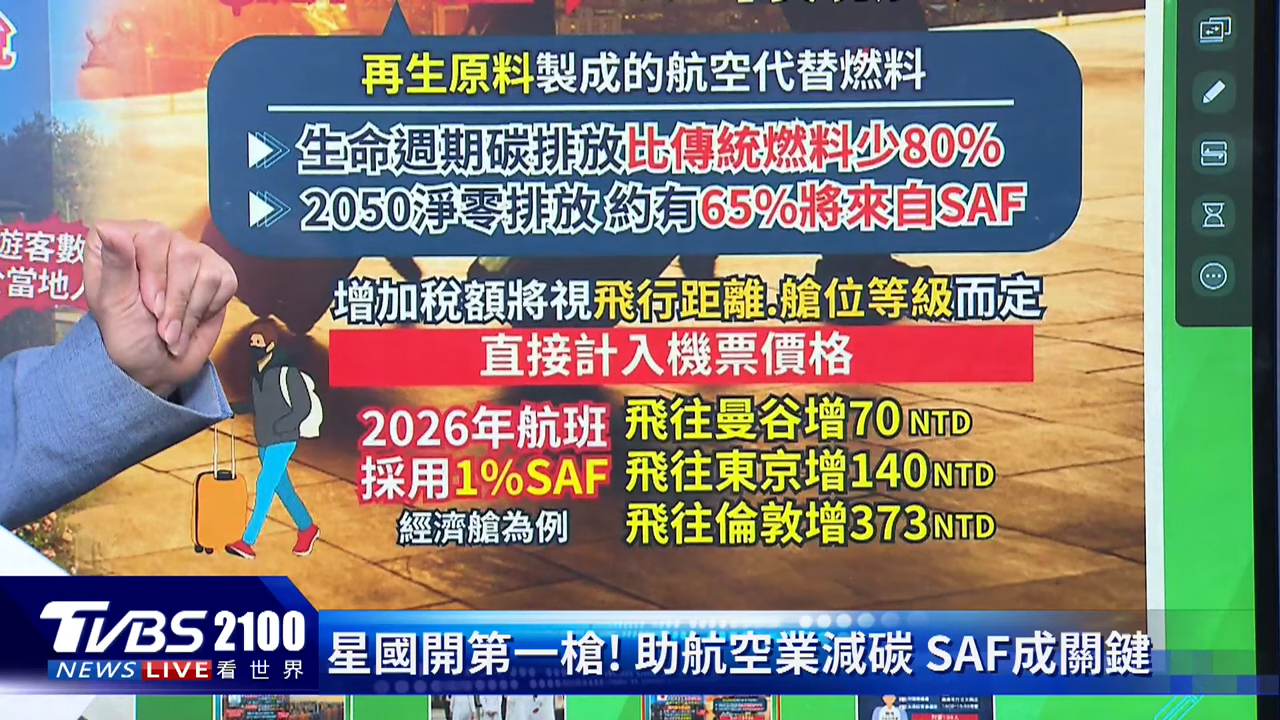 再生原料製成的航空代替燃料
生命週期碳排放比傳統燃料少80%
2050淨零排放 約有65%將來自SAF
遊客數
當地人
增加稅額將視飛行距離.艙位等級而定
直接計入機票價格
2026年航班
採用1%SAF
經濟艙為例
飛往曼谷增70 NTD
飛往東京增140NTD
飛往倫敦增373NTD
TVBS 2100
NEWS LIVE 看世界
星國開第一槍! 助航空業減碳 SAF成關鍵